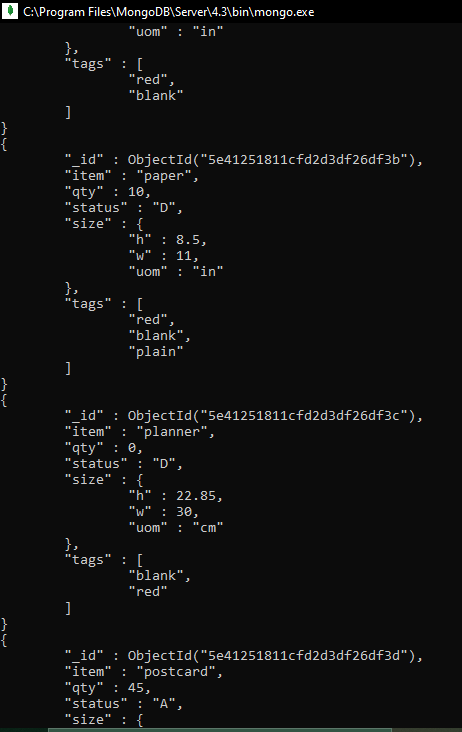 C:\Program Files\MongoDB\Server\4.3\bin\mongo.exe
"uom" : "in"
},
"tags" : [
"red",
"blank"
]
}
{
"_id" : ObjectId("5e41251811cfd2d3df26df3b"),
"item" : "paper",
"qty" : 10,
"status" : "D",
"size" : {
"h" : 8.5,
"w" : 11,
"uom" : "in"
},
"tags" : [
"red",
"blank",
"plain"
]
}
{
"_id" : ObjectId("5e41251811cfd2d3df26df3c"),
"item" : "planner",
"qty" : 0,
"status" : "D",
"size" : {
"h" : 22.85,
"w" : 30,
"uom" : "cm"
},
"tags" : [
"blank",
"red"
]
}
{
"_id" : ObjectId("5e41251811cfd2d3df26df3d"),
"item" : "postcard",
"qty" : 45,
"status" : "A",
"size" : {